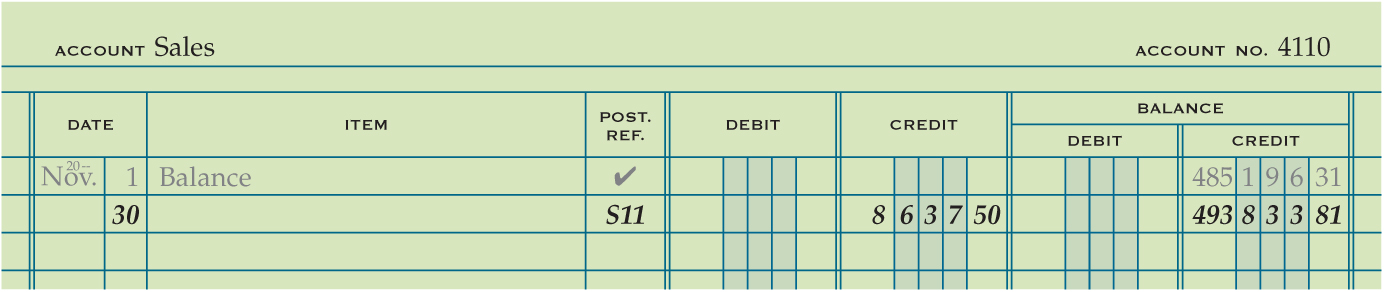 ACCOUNT Sales ACCOUNT NO. 4110
DATE ITEM POST. REF. DEBIT CREDIT BALANCE
DEBIT CREDIT
20--
Nov. 1 Balance ✔ 485 1 9 6 31
30 S11 8 6 3 7 50 493 8 3 3 81